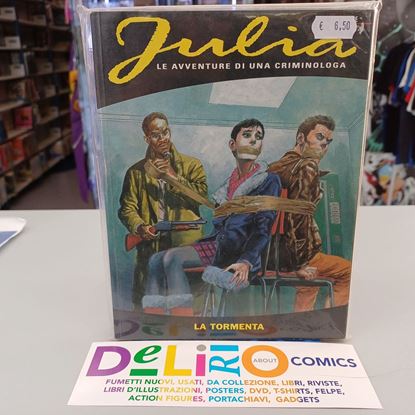 € 6,50
Julia
LE AVVENTURE DI UNA CRIMINOLOGA
LA TORMENTA
DeLiRiO ABOUT COMICS
FUMETTI NUOVI, USATI, DA COLLEZIONE, LIBRI, RIVISTE,
LIBRI D'ILLUSTRAZIONI, POSTERS, DVD, T-SHIRTS, FELPE,
ACTION FIGURES, PORTACHIAVI, GADGETS